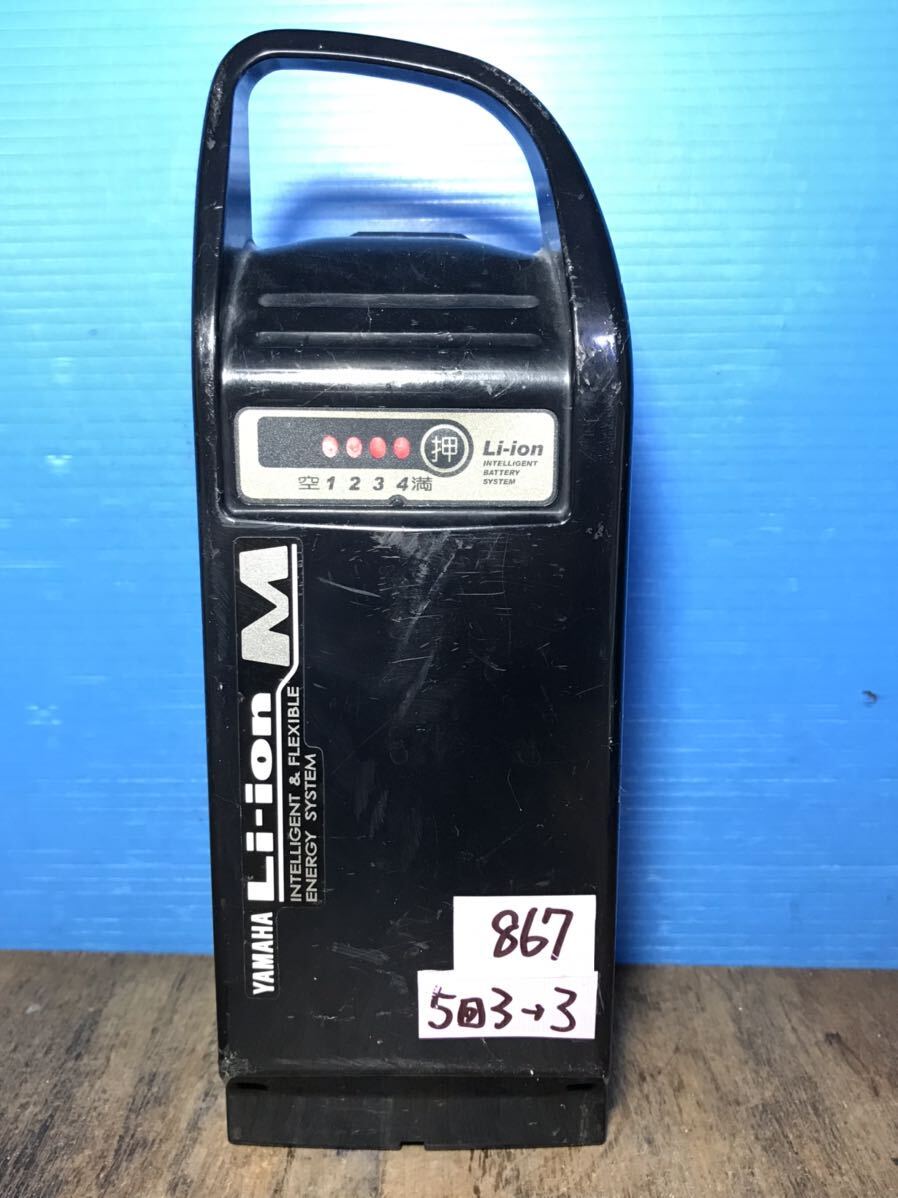 押
Li-ion
INTELLIGENT
BATTERY
SYSTEM
空 1 2 3 4 満
YAMAHA Li-ion M
INTELLIGENT & FLEXIBLE
ENERGY SYSTEM
867
5回3→3